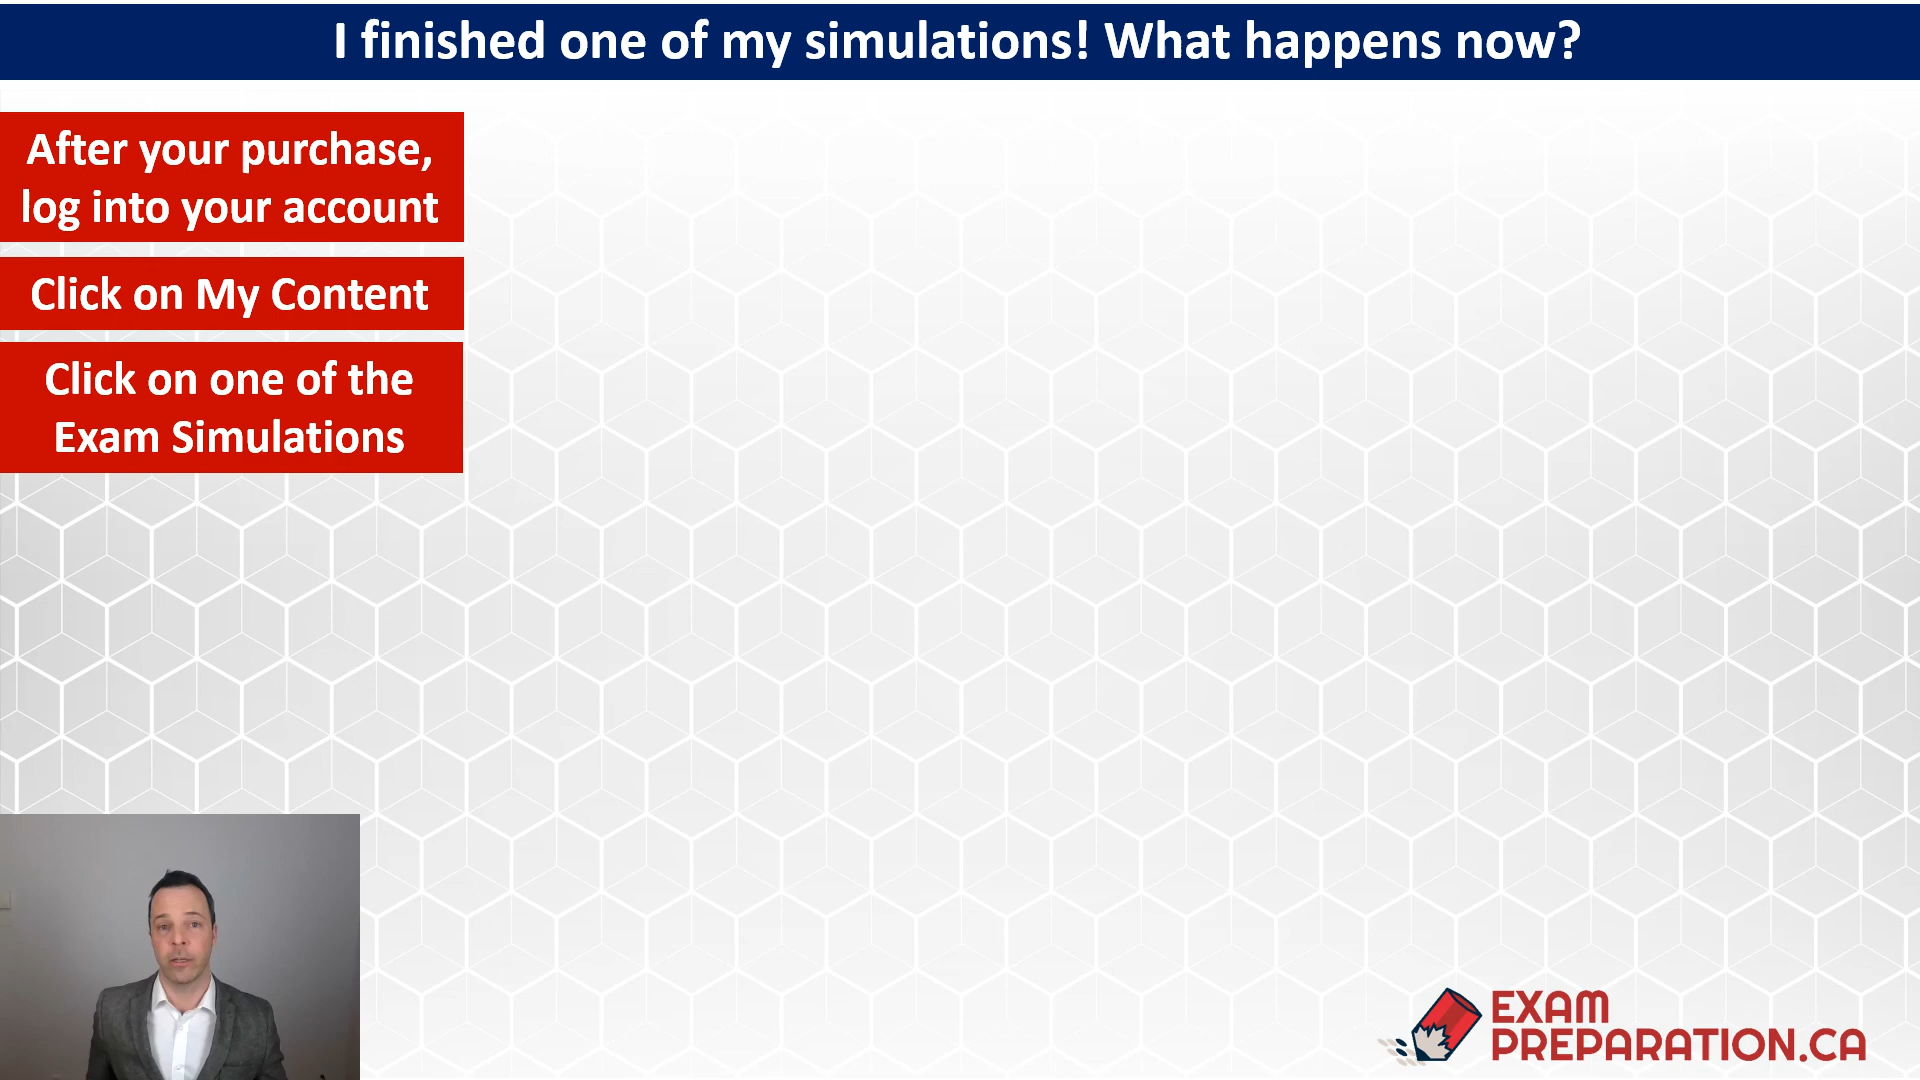 I finished one of my simulations! What happens now?
After your purchase,
log into your account
Click on My Content
Click on one of the
Exam Simulations
EXAM
PREPARATION.CA